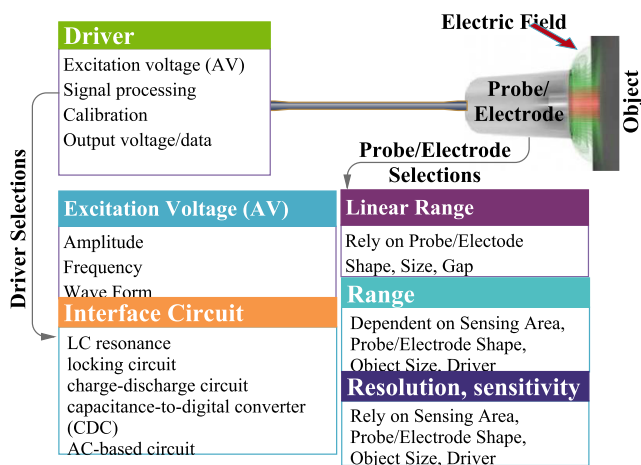 Driver
Excitation voltage (AV)
Signal processing
Calibration
Output voltage/data
Electric Field
Probe/
Electrode
Object
Probe/Electrode
Selections
Driver Selections
Excitation Voltage (AV)
Amplitude
Frequency
Wave Form
Interface Circuit
LC resonance
locking circuit
charge-discharge circuit
capacitance-to-digital converter
(CDC)
AC-based circuit
Linear Range
Rely on Probe/Electode
Shape, Size, Gap
Range
Dependent on Sensing Area,
Probe/Electrode Shape,
Object Size, Driver
Resolution, sensitivity
Rely on Sensing Area,
Probe/Electrode Shape,
Object Size, Driver